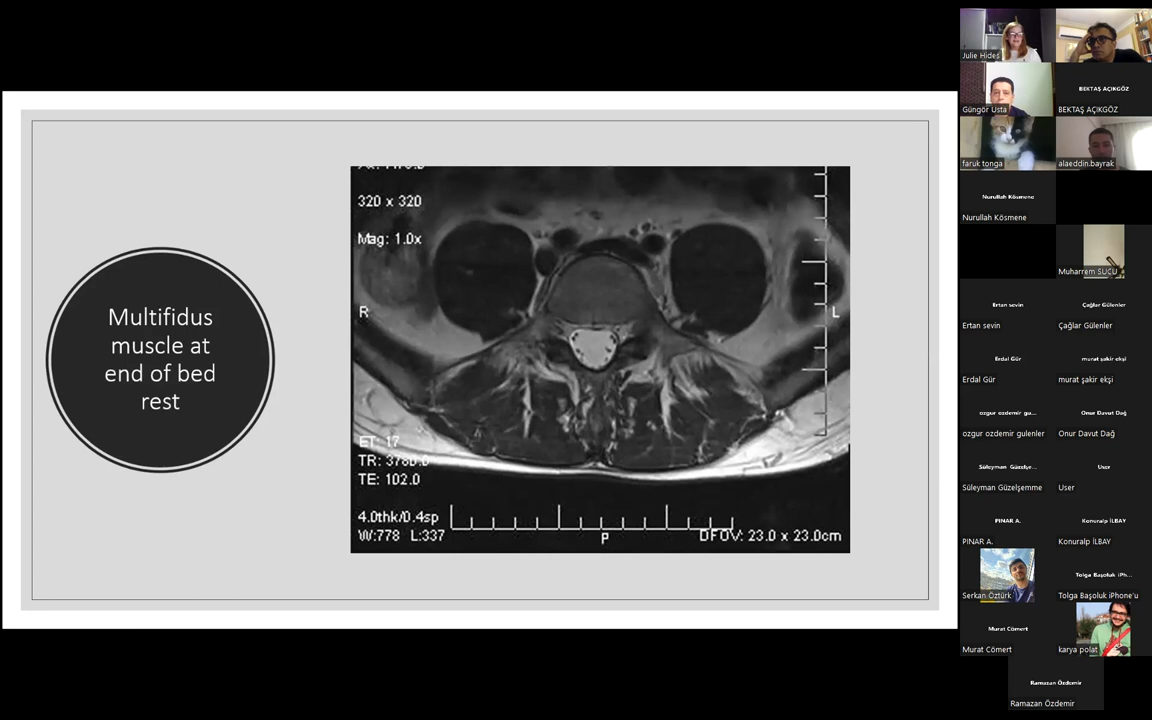 Multifidus
muscle at
end of bed
rest
320 x 320
Mag: 1.0x
R
L
ET: 17
TR: 3780.0
TE: 102.0
4.0thk/0.4sp
W:778 L:337
P
DFOV: 23.0 x 23.0cm
Julie Hides
Güngör Usta
BEKTAŞ AÇIKGÖZ
BEKTAŞ AÇIKGÖZ
faruk tonga
alaeddin.bayrak
Nurullah Kösmene
Nurullah Kösmene
Muharrem SUCU
Ertan sevin
Ertan sevin
Çağlar Gülenler
Çağlar Gülenler
Erdal Gür
Erdal Gür
murat şakir ekşi
murat şakir ekşi
ozgur ozdemir gu...
ozgur ozdemir gulenler
Onur Davut Dağ
Onur Davut Dağ
Süleyman Güzelşe...
Süleyman Güzelşemme
User
User
PINAR A.
PINAR A.
Konuralp İLBAY
Konuralp İLBAY
Serkan Öztürk
Tolga Başoluk iPh...
Tolga Başoluk iPhone'u
Murat Cömert
Murat Cömert
karya polat
Ramazan Özdemir
Ramazan Özdemir